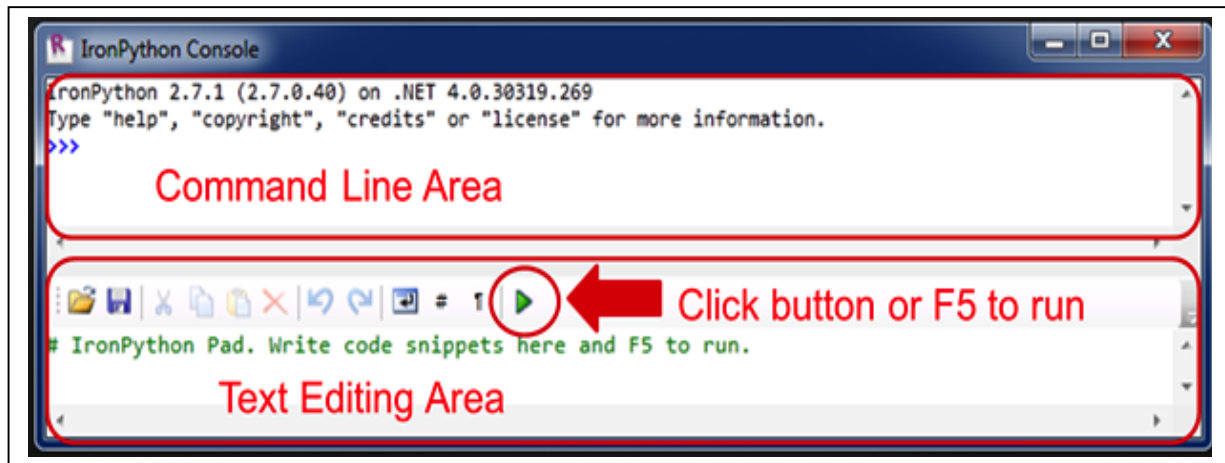 IronPython Console
IronPython 2.7.1 (2.7.0.40) on .NET 4.0.30319.269
Type "help", "copyright", "credits" or "license" for more information.
>>>
Command Line Area
# ¶ Click button or F5 to run
# IronPython Pad. Write code snippets here and F5 to run.
Text Editing Area